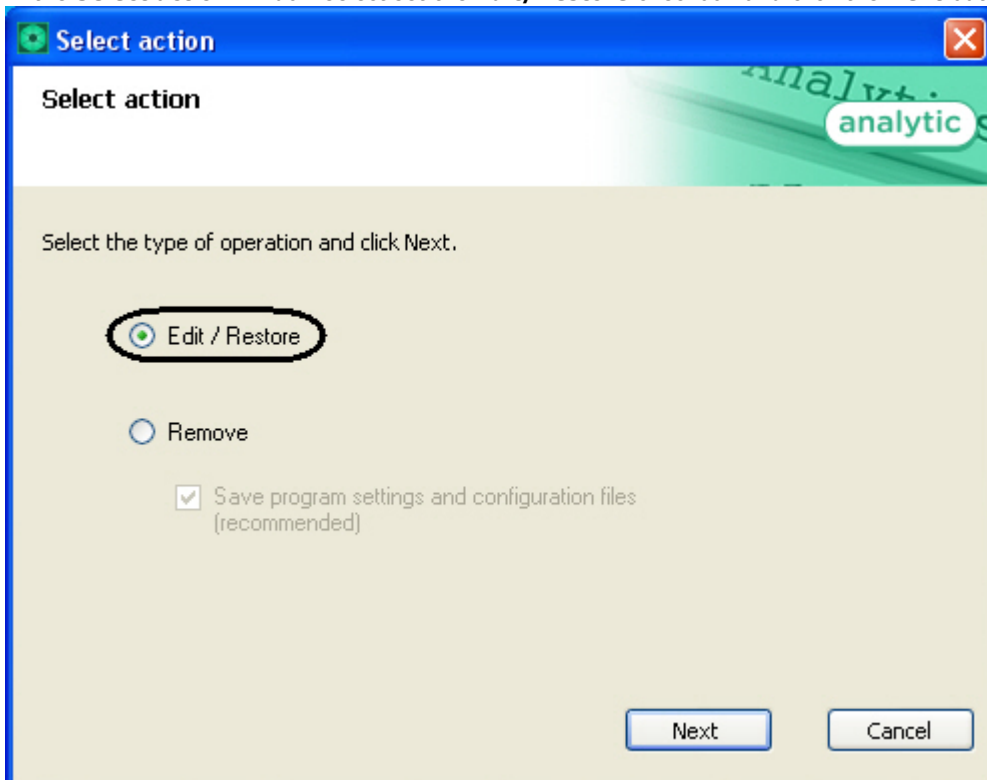 Select action
Select action
Analyti s
analytic
Select the type of operation and click Next.
Edit / Restore
Remove
Save program settings and configuration files
(recommended)
Next
Cancel